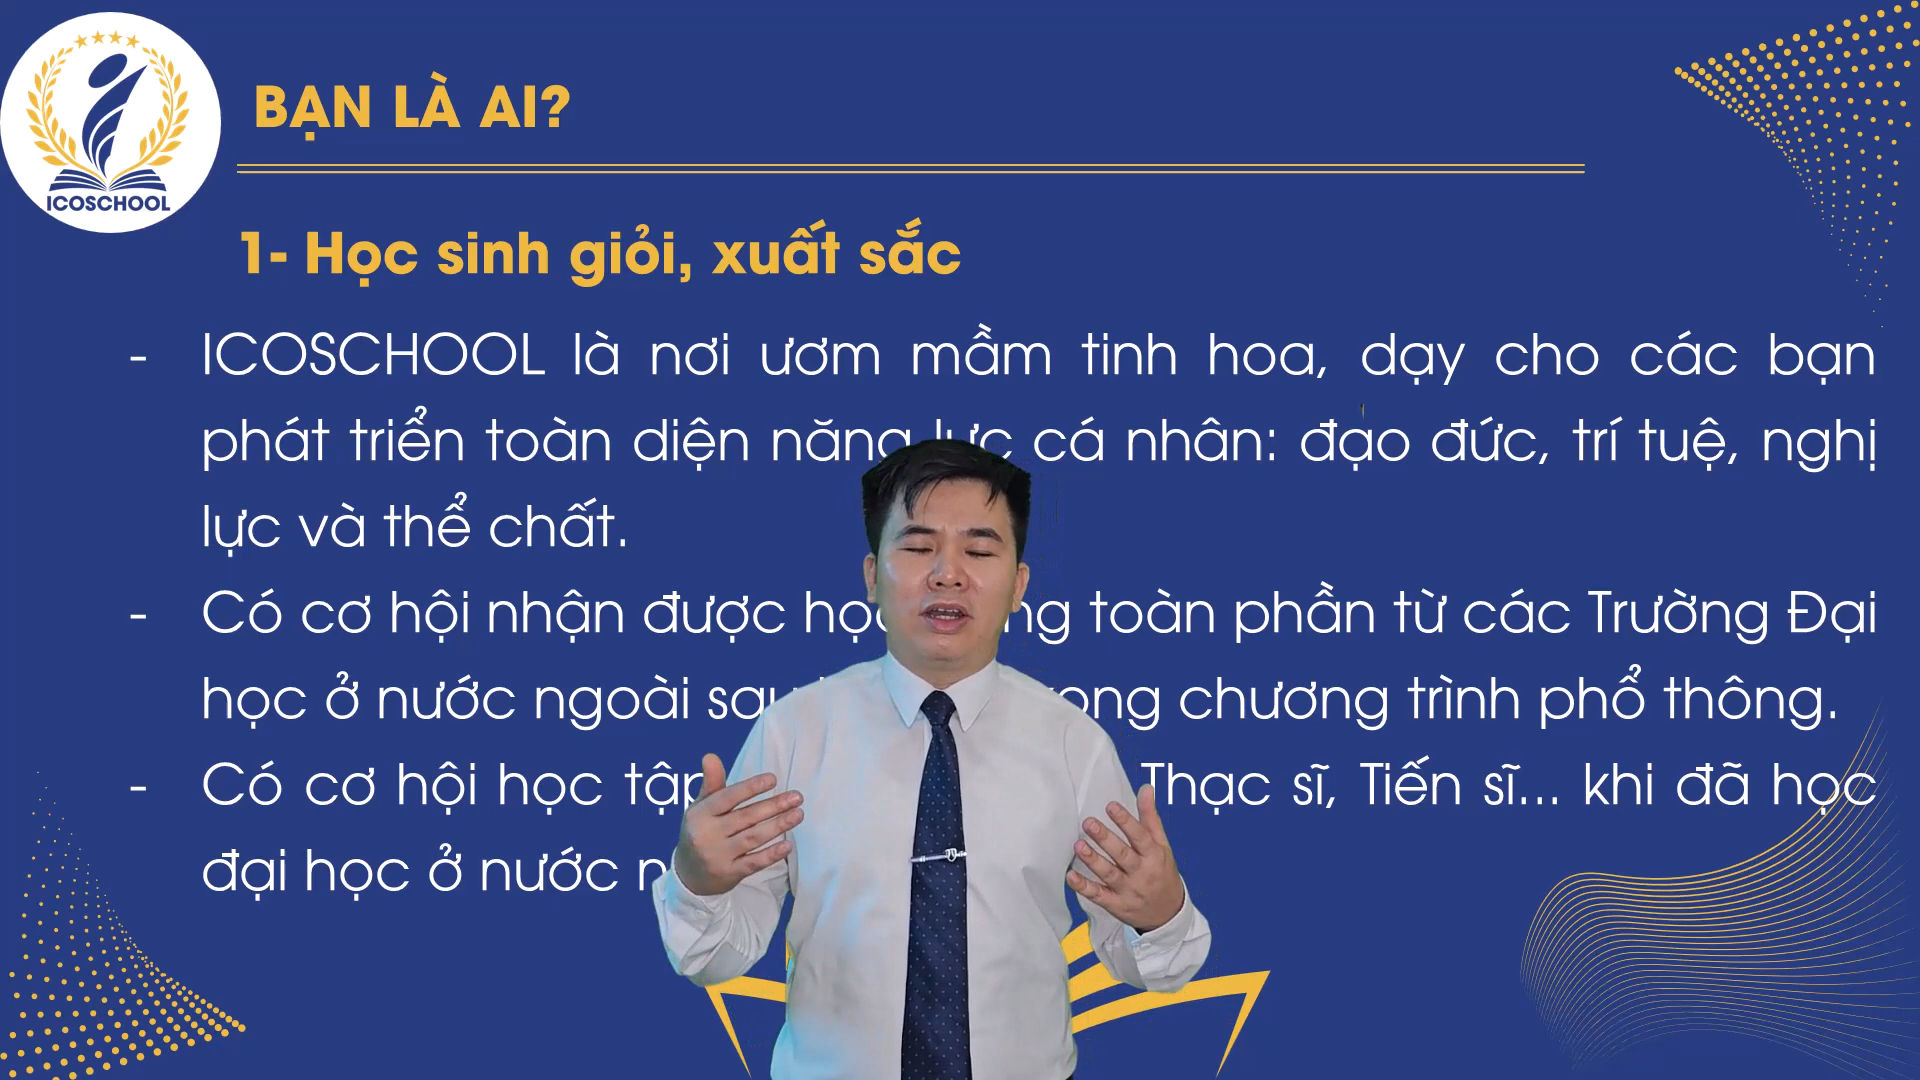 ICOSCHOOL
BẠN LÀ AI?
1- Học sinh giỏi, xuất sắc
- ICOSCHOOL là nơi ươm mầm tinh hoa, dạy cho các bạn
phát triển toàn diện năng lực cá nhân: đạo đức, trí tuệ, nghị
lực và thể chất.
- Có cơ hội nhận được toàn phần từ các Trường Đại
học ở nước ngoài chương trình phổ thông.
- Có cơ hội học tập Thạc sĩ, Tiến sĩ... khi đã học
đại học ở nước